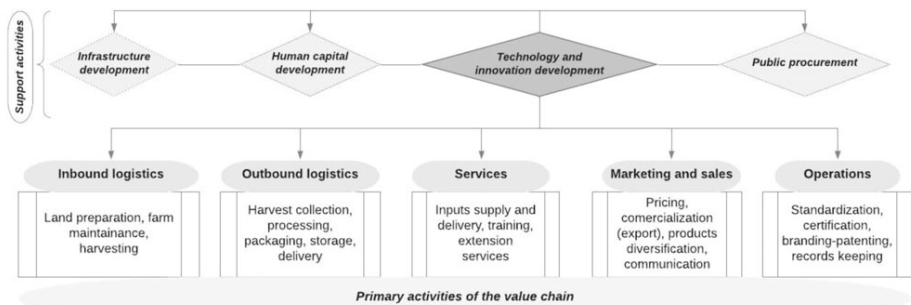 Support activities
Infrastructure
development
Human capital
development
Technology and
innovation development
Public procurement
Inbound logistics
Outbound logistics
Services
Marketing and sales
Operations
Land preparation, farm
maintainance,
harvesting
Harvest collection,
processing,
packaging, storage,
delivery
Inputs supply and
delivery, training,
extension
services
Pricing,
comercialization
(export), products
diversification,
communication
Standardization,
certification,
branding-patenting,
records keeping
Primary activities of the value chain